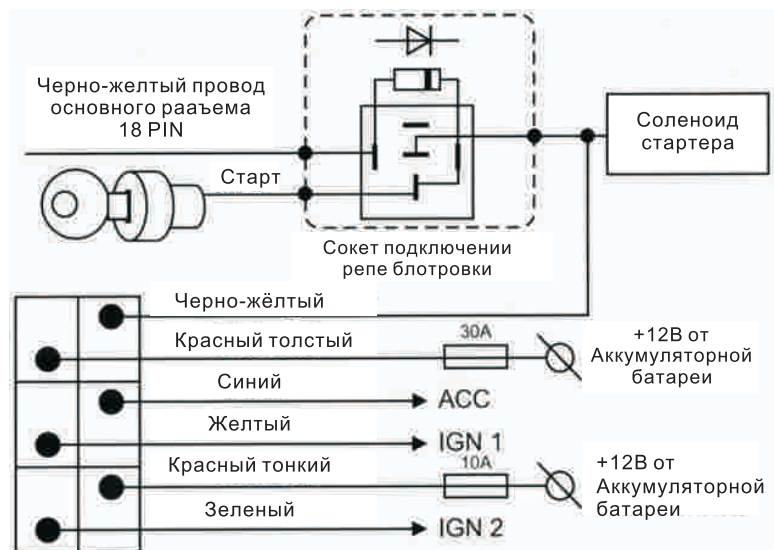 Черно-желтый провод
основного рааъема
18 PIN
Старт
Соленоид
стартера
Сокет подключении
репе блотровки
Черно-жёлтый
Красный толстый
30A
+12В от
Аккумуляторной
батареи
Синий
ACC
Желтый
IGN 1
Красный тонкий
10A
+12В от
Аккумуляторной
батареи
Зеленый
IGN 2